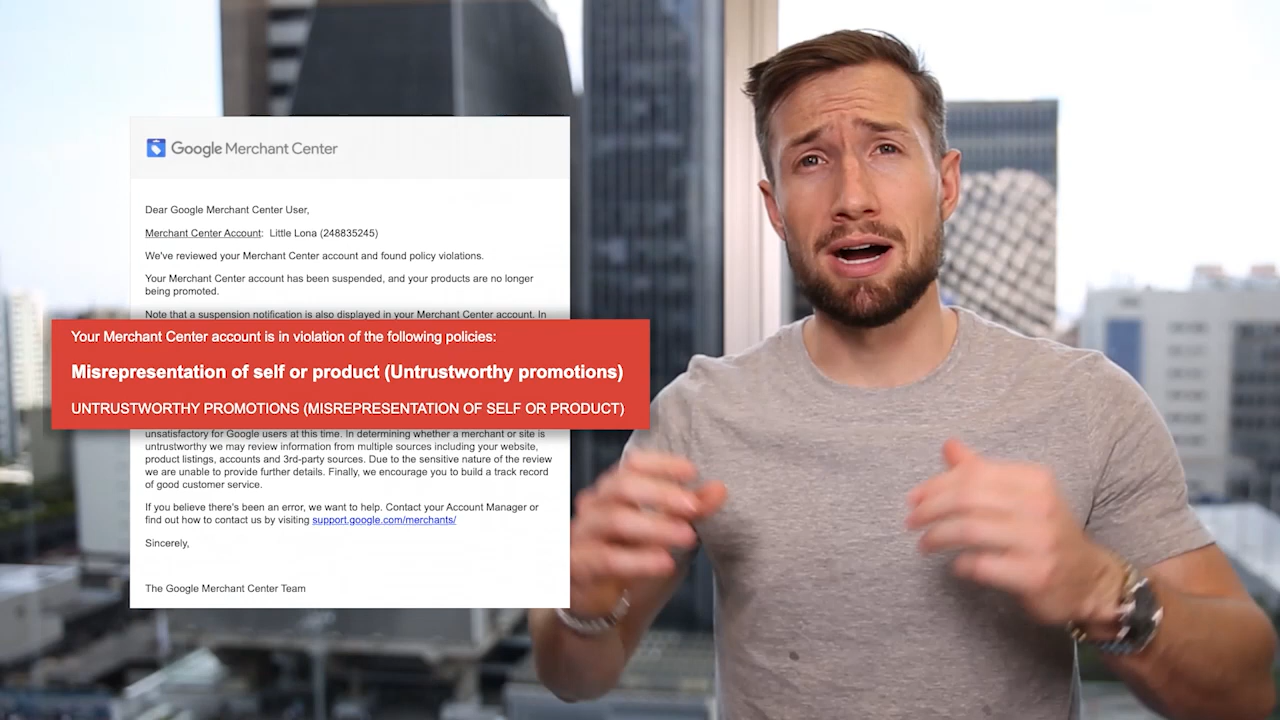 Google Merchant Center
Dear Google Merchant Center User,
Merchant Center Account:  Little Lona (248835245)
We've reviewed your Merchant Center account and found policy violations.
Your Merchant Center account has been suspended, and your products are no longer
being promoted.
Note that a suspension notification is also displayed in your Merchant Center account. In
Your Merchant Center account is in violation of the following policies:
Misrepresentation of self or product (Untrustworthy promotions)
UNTRUSTWORTHY PROMOTIONS (MISREPRESENTATION OF SELF OR PRODUCT)
unsatisfactory for Google users at this time. In determining whether a merchant or site is
untrustworthy we may review information from multiple sources including your website,
product listings, accounts and 3rd-party sources. Due to the sensitive nature of the review
we are unable to provide further details. Finally, we encourage you to build a track record
of good customer service.
If you believe there's been an error, we want to help. Contact your Account Manager or
find out how to contact us by visiting support.google.com/merchants/
Sincerely,
The Google Merchant Center Team